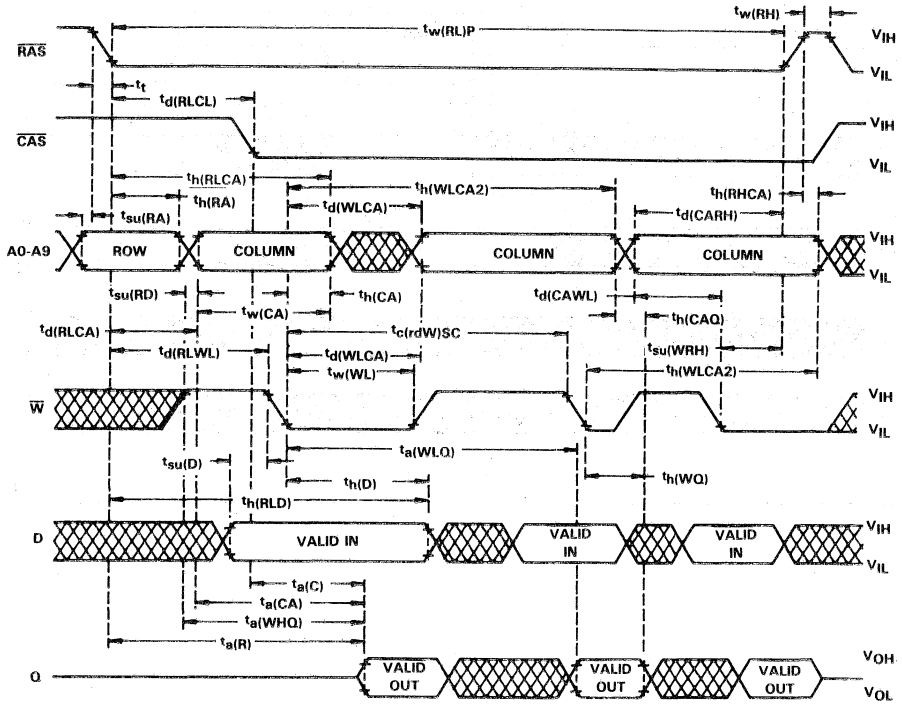 tw(RL)P
tw(RH)
RAS
VIH
VIL
tt
td(RLCL)
CAS
VIH
VIL
th(RLCA)
th(WLCA2)
th(RHCA)
th(RA)
td(WLCA)
td(CARH)
tsu(RA)
A0-A9
ROW
COLUMN
COLUMN
COLUMN
VIH
VIL
tsu(RD)
tw(CA)
th(CA)
td(CAWL)
td(RLCA)
tc(rdW)SC
th(CAQ)
td(RLWL)
td(WLCA)
tsu(WRH)
tw(WL)
th(WLCA2)
W
VIH
VIL
ta(WLQ)
tsu(D)
th(D)
th(WQ)
th(RLD)
D
VALID IN
VALID IN
VALID IN
VIH
VIL
ta(C)
ta(CA)
ta(WHQ)
ta(R)
Q
VALID OUT
VALID OUT
VALID OUT
VOH
VOL